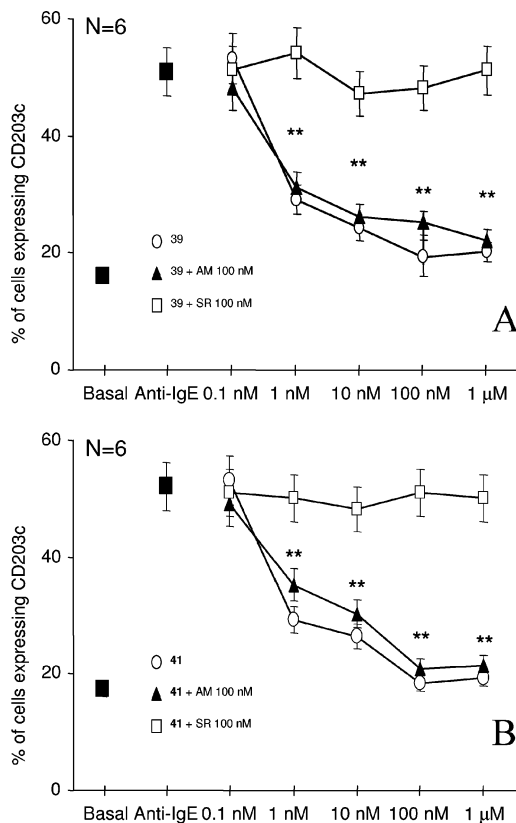 60
N=6
40
20
0
% of cells expressing CD203c
** ** ** **
39
39 + AM 100 nM
39 + SR 100 nM
A
Basal Anti-IgE 0.1 nM 1 nM 10 nM 100 nM 1 μM
60
N=6
40
20
0
% of cells expressing CD203c
** ** ** **
41
41 + AM 100 nM
41 + SR 100 nM
B
Basal Anti-IgE 0.1 nM 1 nM 10 nM 100 nM 1 μM